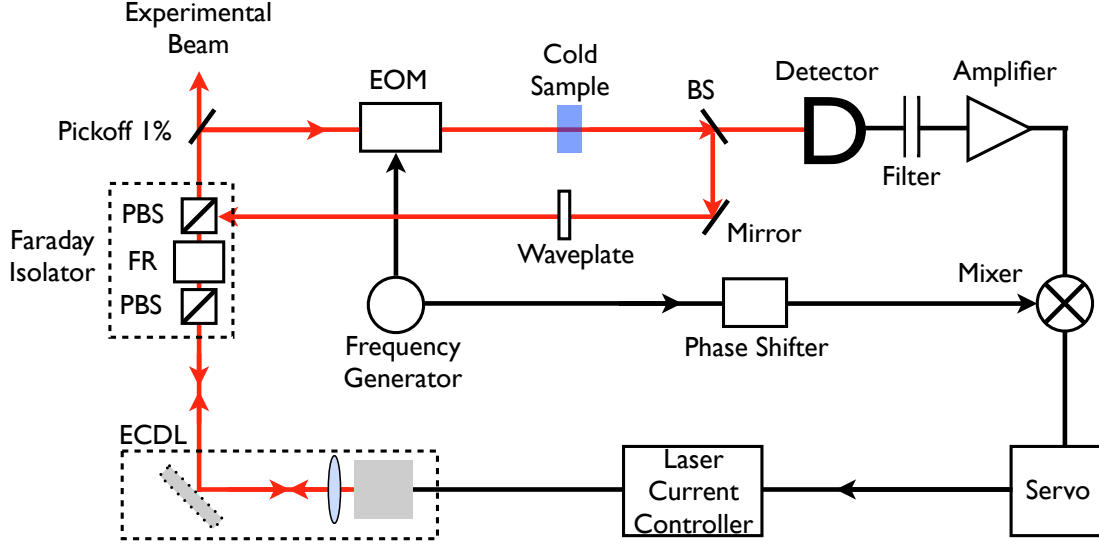 Experimental
Beam
EOM
Cold
Sample
BS
Detector
Amplifier
Pickoff 1%
Filter
PBS
Faraday
Isolator
FR
PBS
Waveplate
Mirror
Mixer
Frequency
Generator
Phase Shifter
ECDL
Laser
Current
Controller
Servo